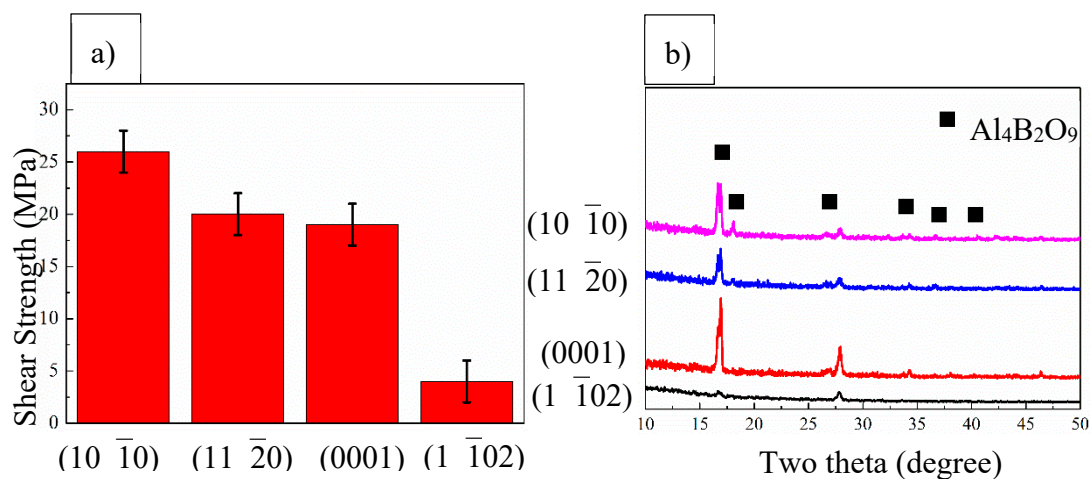 a)
Shear Strength (MPa)
30
25
20
15
10
5
0
(10 1̅0)
(11 2̅0)
(0001)
(1 1̅02)
b)
■ Al₄B₂O₉
(10 1̅0)
(11 2̅0)
(0001)
(1 1̅02)
10 15 20 25 30 35 40 45 50
Two theta (degree)